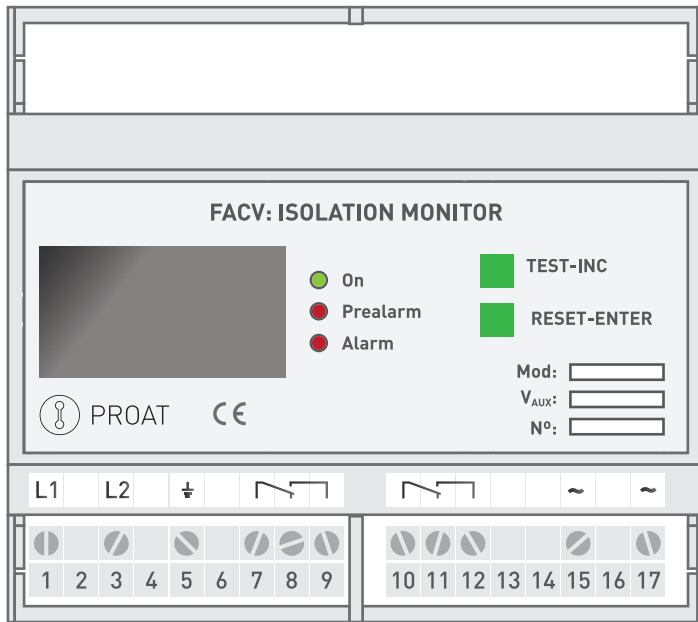 FACV: ISOLATION MONITOR
On
Prealarm
Alarm
TEST-INC
RESET-ENTER
Mod:
VAUX:
Nº:
PROAT CE
L1 L2 ~ ~
1 2 3 4 5 6 7 8 9 10 11 12 13 14 15 16 17